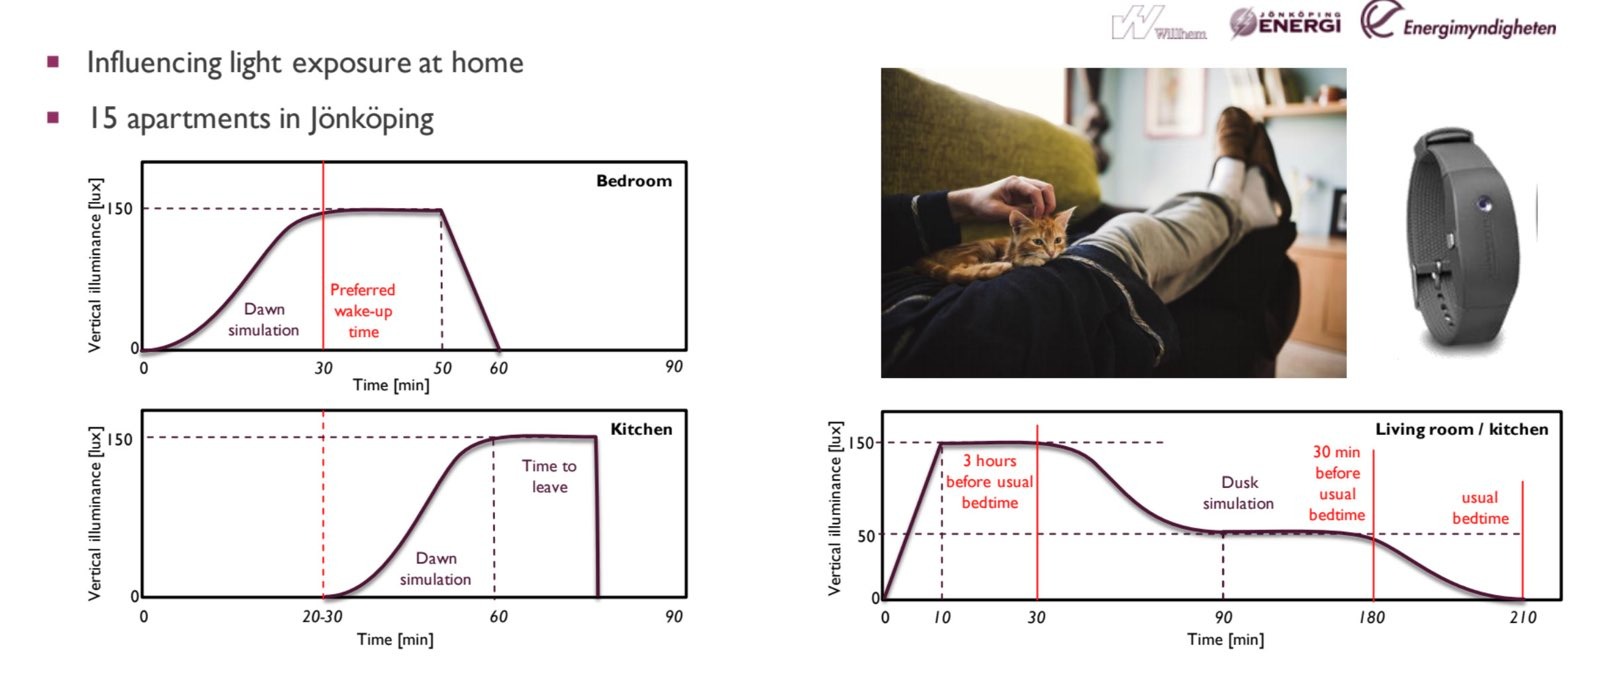 Willhem
JÖNKÖPING
ENERGI
Energimyndigheten
Influencing light exposure at home
15 apartments in Jönköping
Bedroom
Vertical illuminance [lux]
150
0
Dawn
simulation
Preferred
wake-up
time
0 30 50 60 90
Time [min]
Kitchen
Vertical illuminance [lux]
150
0
Dawn
simulation
Time to
leave
0 20-30 60 90
Time [min]
Living room / kitchen
Vertical illuminance [lux]
150
50
0
3 hours
before usual
bedtime
Dusk
simulation
30 min
before
usual
bedtime
usual
bedtime
0 10 30 90 180 210
Time [min]